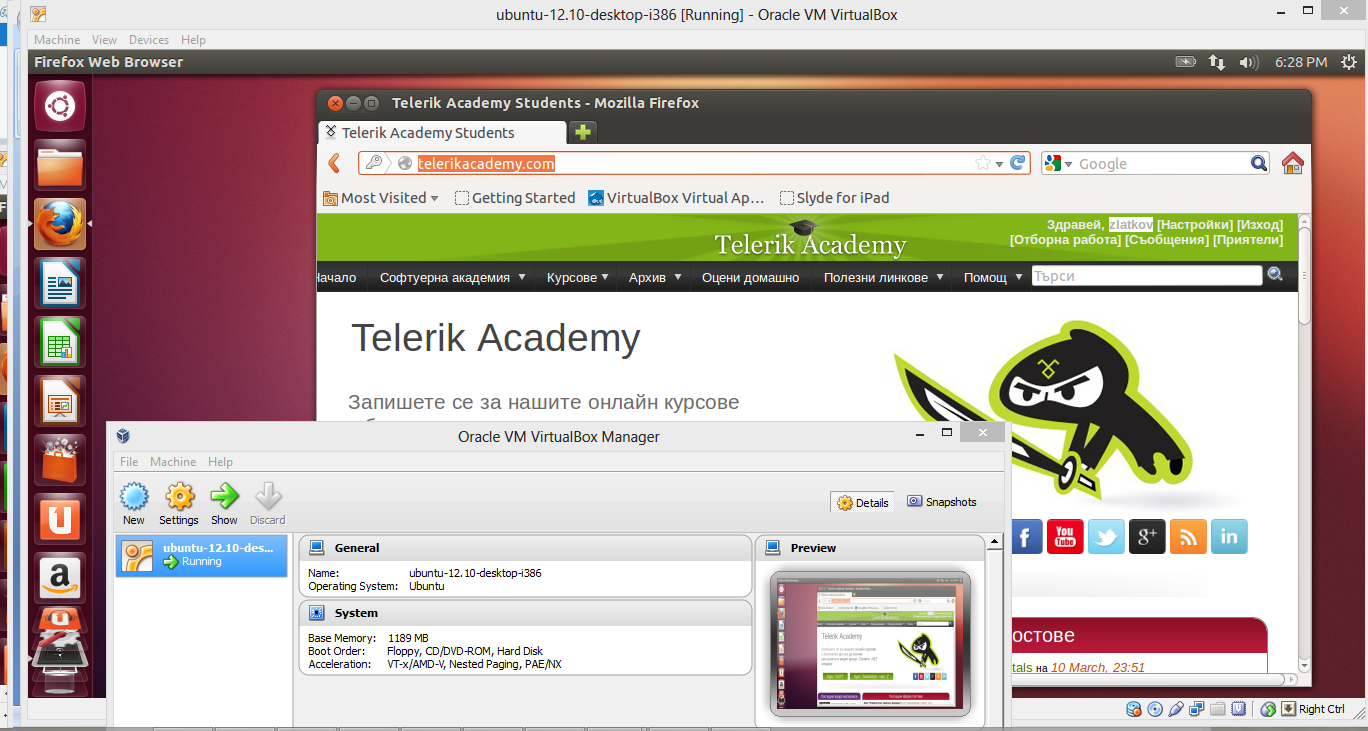 ubuntu-12.10-desktop-i386 [Running] - Oracle VM VirtualBox
Machine View Devices Help
Firefox Web Browser
6:28 PM
Telerik Academy Students - Mozilla Firefox
Telerik Academy Students
telerikacademy.com
Google
Most Visited
Getting Started
VirtualBox Virtual Ap...
Slyde for iPad
Telerik Academy
Здравей, zlatkov [Настройки] [Изход]
[Отборна работа] [Съобщения] [Приятели]
Начало Софтуерна академия Курсове Архив Оцени домашно Полезни линкове Помощ Търси
Telerik Academy
Запишете се за нашите онлайн курсове
f You Tube g+ in
остове
tals на 10 March, 23:51
Oracle VM VirtualBox Manager
File Machine Help
New Settings Show Discard
Details Snapshots
ubuntu-12.10-des...
Running
General
Name: ubuntu-12.10-desktop-i386
Operating System: Ubuntu
System
Base Memory: 1189 MB
Boot Order: Floppy, CD/DVD-ROM, Hard Disk
Acceleration: VT-x/AMD-V, Nested Paging, PAE/NX
Preview
Telerik Academy
Right Ctrl